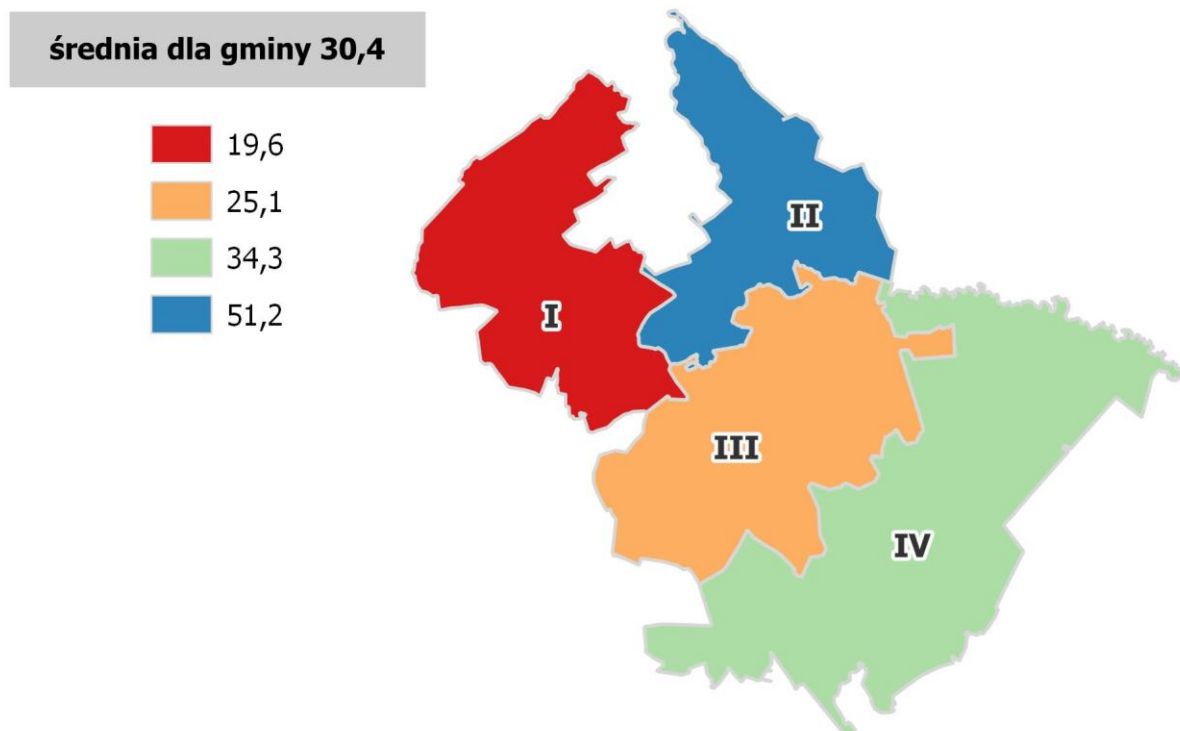 średnia dla gminy 30,4
19,6
25,1
34,3
51,2
II
I
III
IV